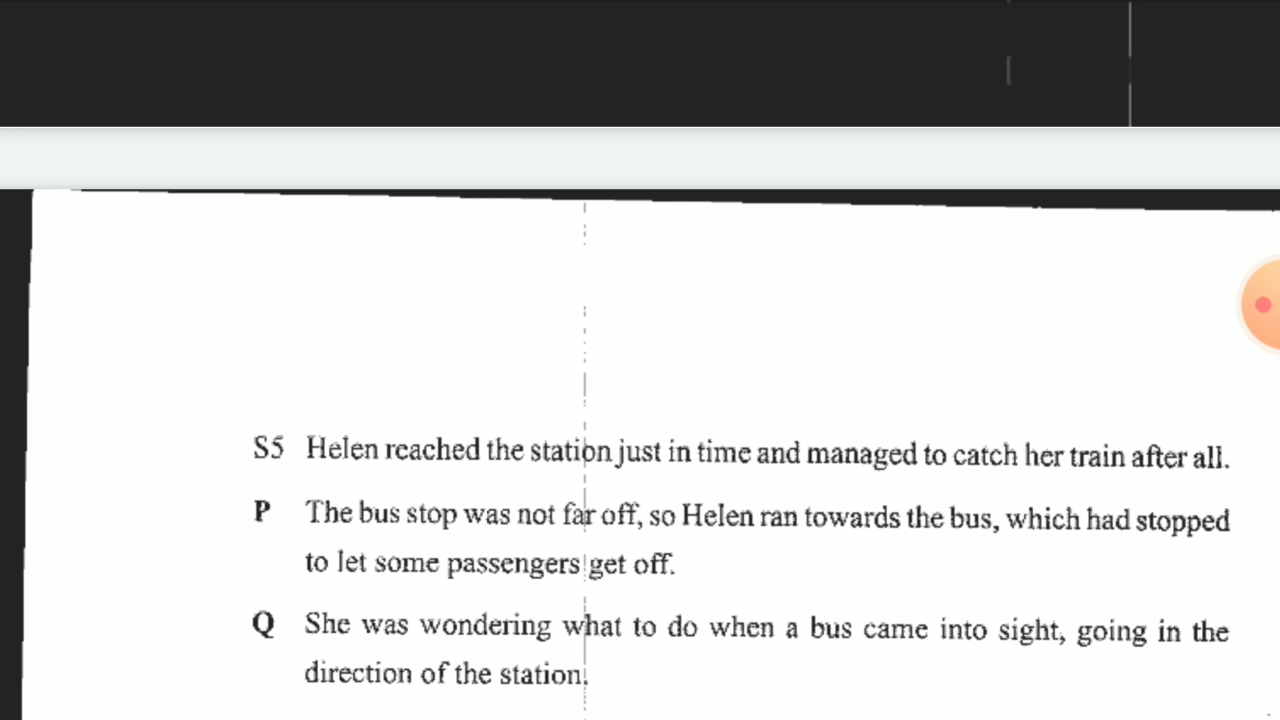 S5 Helen reached the station just in time and managed to catch her train after all.
P The bus stop was not far off, so Helen ran towards the bus, which had stopped
to let some passengers get off.
Q She was wondering what to do when a bus came into sight, going in the
direction of the station.